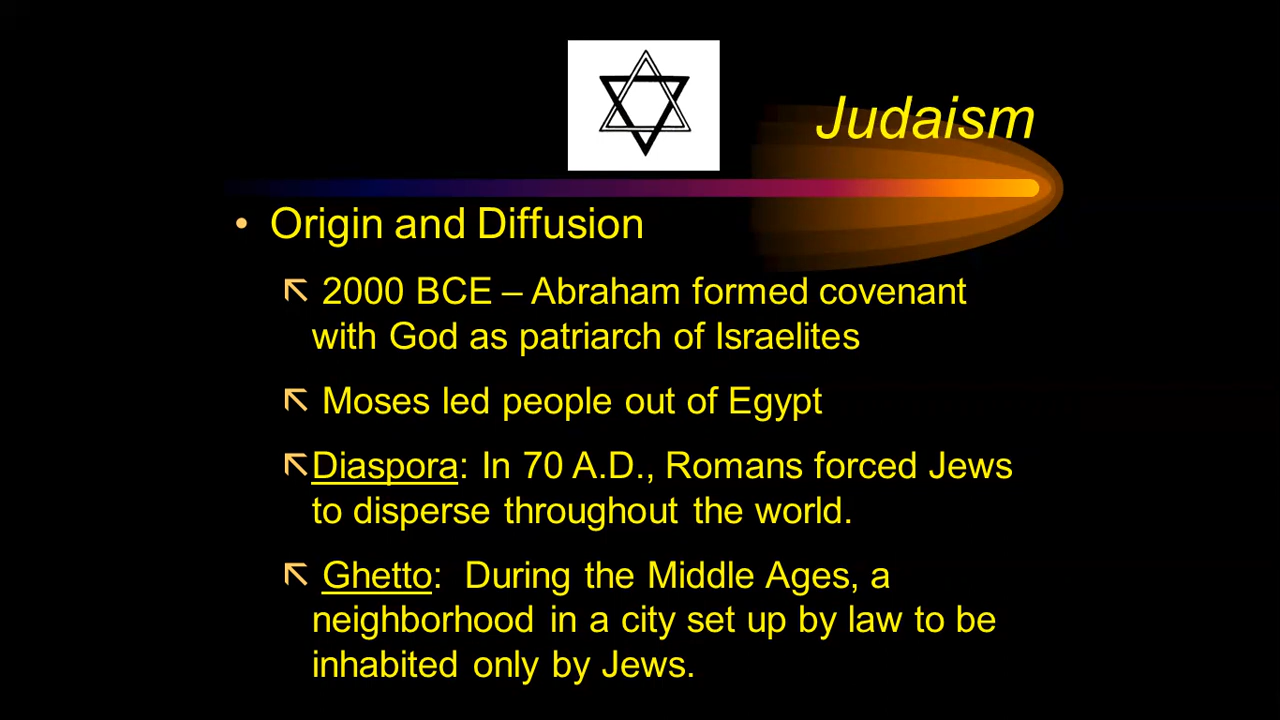 Judaism
• Origin and Diffusion
↖ 2000 BCE – Abraham formed covenant
with God as patriarch of Israelites
↖ Moses led people out of Egypt
↖Diaspora: In 70 A.D., Romans forced Jews
to disperse throughout the world.
↖ Ghetto:  During the Middle Ages, a
neighborhood in a city set up by law to be
inhabited only by Jews.